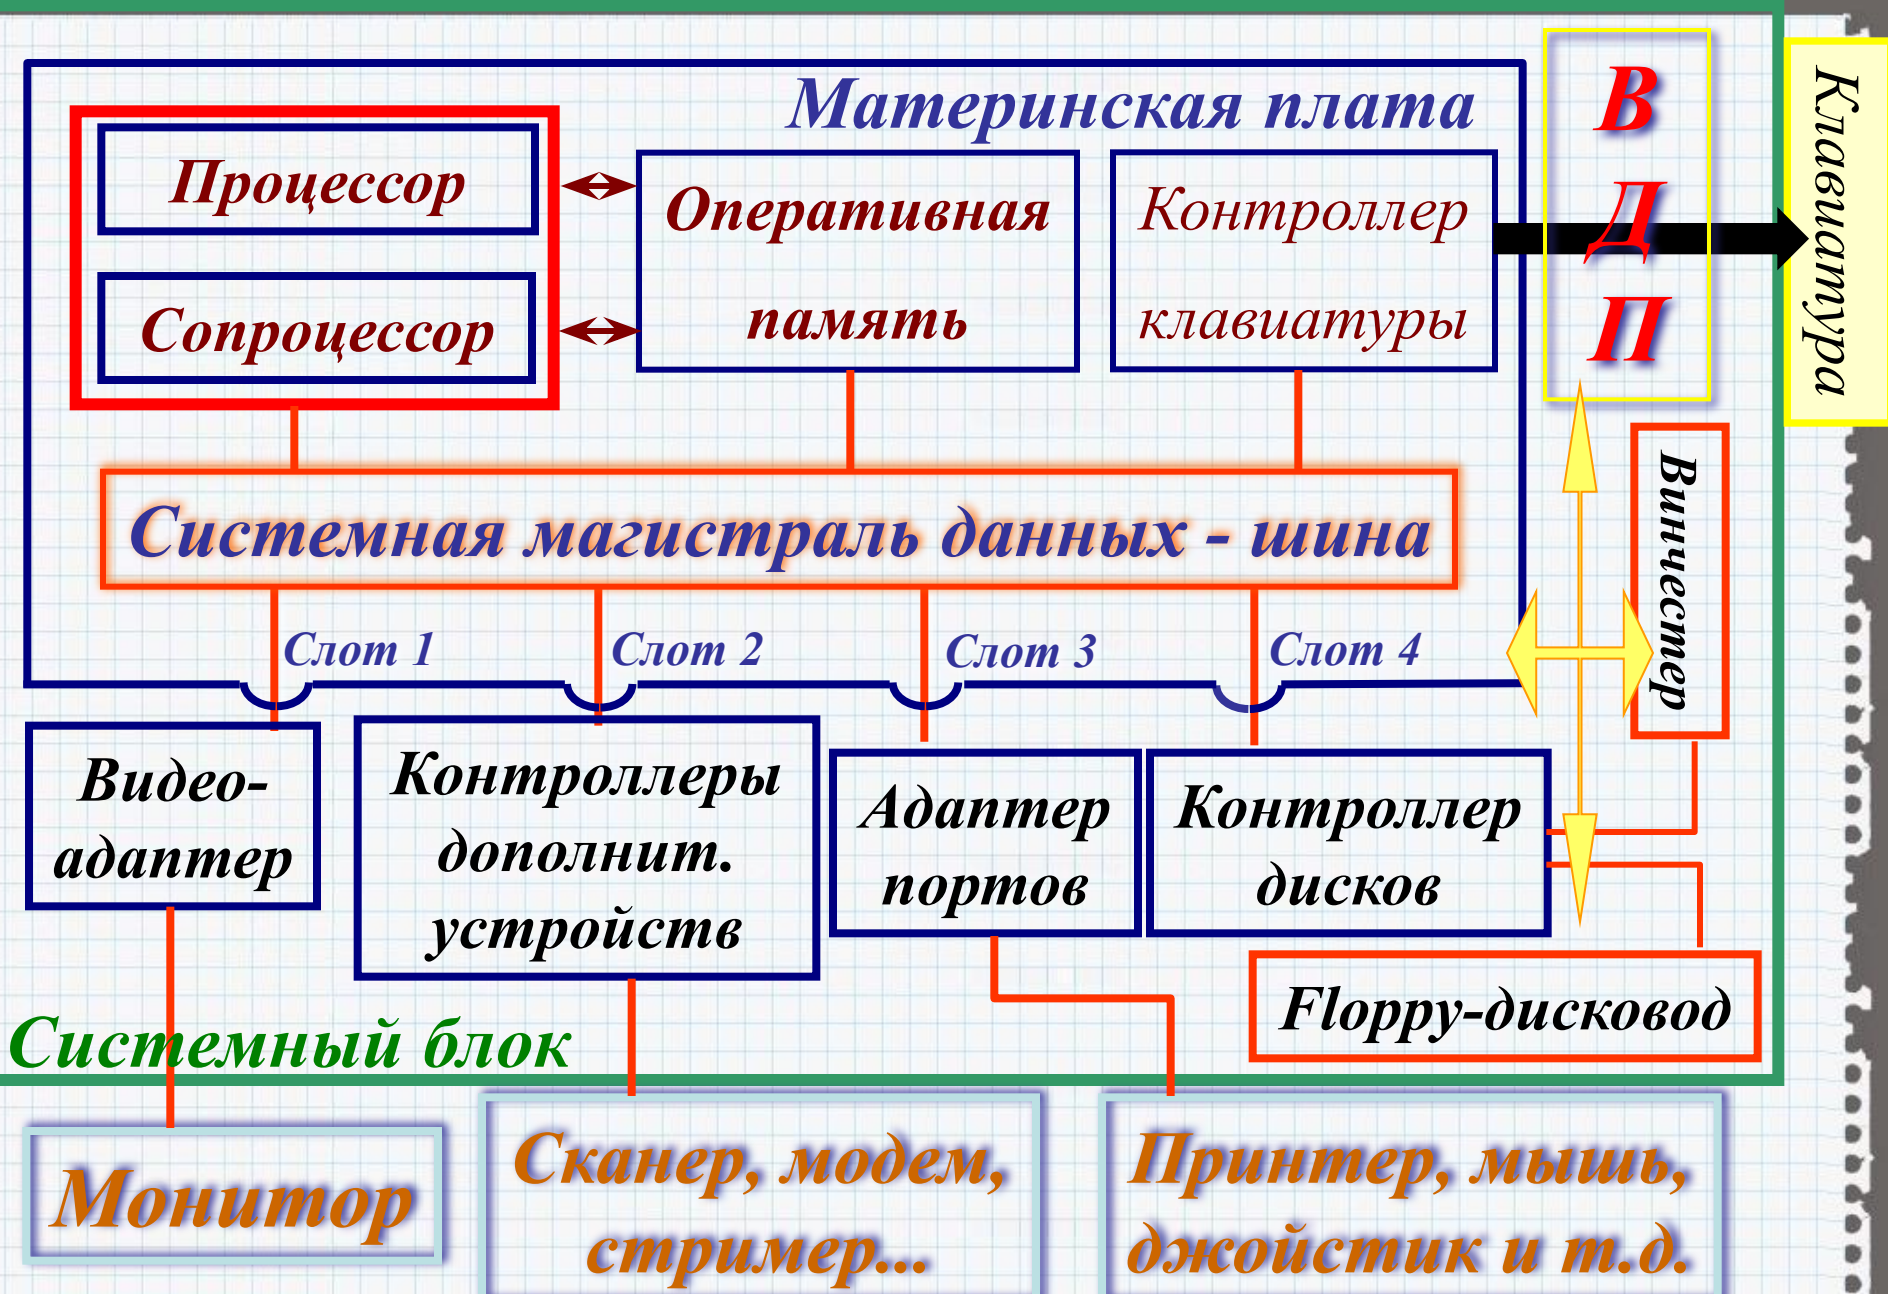 Материнская плата
Процессор
Сопроцессор
Оперативная
память
Контроллер
клавиатуры
В
Д
П
Клавиатура
Системная магистраль данных - шина
Винчестер
Слот 1
Слот 2
Слот 3
Слот 4
Видео-
адаптер
Контроллеры
дополнит.
устройств
Адаптер
портов
Контроллер
дисков
Floppy-дисковод
Системный блок
Монитор
Сканер, модем,
стример...
Принтер, мышь,
джойстик и т.д.